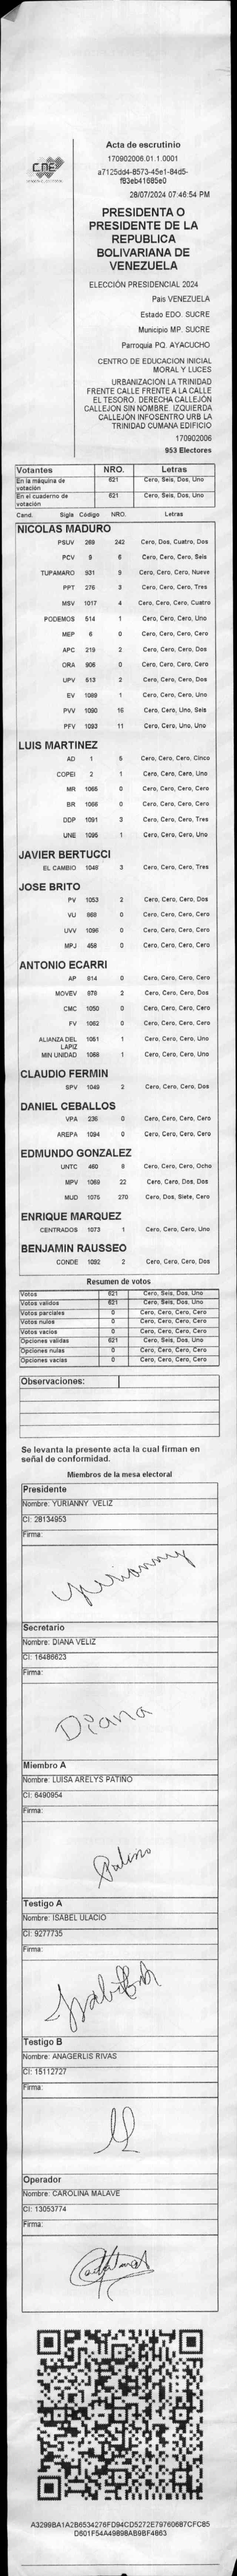 CNE
Acta de escrutinio
170902006.01.1.0001
a7125dd4-8573-45e1-84d5-
f83eb41685e0
28/07/2024 07:46:54 PM
PRESIDENTA O
PRESIDENTE DE LA
REPUBLICA
BOLIVARIANA DE
VENEZUELA
ELECCIÓN PRESIDENCIAL 2024
Pais VENEZUELA
Estado EDO. SUCRE
Municipio MP. SUCRE
Parroquia PQ. AYACUCHO
CENTRO DE EDUCACION INICIAL
MORAL Y LUCES
URBANIZACION LA TRINIDAD
FRENTE CALLE FRENTE A LA CALLE
EL TESORO. DERECHA CALLEJÓN
CALLEJON SIN NOMBRE. IZQUIERDA
CALLEJÓN INFOSENTRO URB LA
TRINIDAD CUMANA EDIFICIO
170902006
953 Electores
Votantes NRO. Letras
En la máquina de votación 621 Cero, Seis, Dos, Uno
En el cuaderno de votación 621 Cero, Seis, Dos, Uno
Cand. Sigla Código NRO. Letras
NICOLAS MADURO
PSUV 269 242 Cero, Dos, Cuatro, Dos
PCV 9 6 Cero, Cero, Cero, Seis
TUPAMARO 931 9 Cero, Cero, Cero, Nueve
PPT 276 3 Cero, Cero, Cero, Tres
MSV 1017 4 Cero, Cero, Cero, Cuatro
PODEMOS 514 1 Cero, Cero, Cero, Uno
MEP 6 0 Cero, Cero, Cero, Cero
APC 219 2 Cero, Cero, Cero, Dos
ORA 906 0 Cero, Cero, Cero, Cero
UPV 613 2 Cero, Cero, Cero, Dos
EV 1089 1 Cero, Cero, Cero, Uno
PVV 1090 16 Cero, Cero, Uno, Seis
PFV 1093 11 Cero, Cero, Uno, Uno
LUIS MARTINEZ
AD 1 5 Cero, Cero, Cero, Cinco
COPEI 2 1 Cero, Cero, Cero, Uno
MR 1065 0 Cero, Cero, Cero, Cero
BR 1066 0 Cero, Cero, Cero, Cero
DDP 1091 3 Cero, Cero, Cero, Tres
UNE 1095 1 Cero, Cero, Cero, Uno
JAVIER BERTUCCI
EL CAMBIO 1048 3 Cero, Cero, Cero, Tres
JOSE BRITO
PV 1053 2 Cero, Cero, Cero, Dos
VU 869 0 Cero, Cero, Cero, Cero
UVV 1096 0 Cero, Cero, Cero, Cero
MPJ 458 0 Cero, Cero, Cero, Cero
ANTONIO ECARRI
AP 814 0 Cero, Cero, Cero, Cero
MOVEV 979 2 Cero, Cero, Cero, Dos
CMC 1050 0 Cero, Cero, Cero, Cero
FV 1062 0 Cero, Cero, Cero, Cero
ALIANZA DEL LAPIZ 1051 1 Cero, Cero, Cero, Uno
MIN UNIDAD 1068 1 Cero, Cero, Cero, Uno
CLAUDIO FERMIN
SPV 1049 2 Cero, Cero, Cero, Dos
DANIEL CEBALLOS
VPA 236 0 Cero, Cero, Cero, Cero
AREPA 1094 0 Cero, Cero, Cero, Cero
EDMUNDO GONZALEZ
UNTC 460 8 Cero, Cero, Cero, Ocho
MPV 1069 22 Cero, Cero, Dos, Dos
MUD 1075 270 Cero, Dos, Siete, Cero
ENRIQUE MARQUEZ
CENTRADOS 1073 1 Cero, Cero, Cero, Uno
BENJAMIN RAUSSEO
CONDE 1092 2 Cero, Cero, Cero, Dos
Resumen de votos
Votos 621 Cero, Seis, Dos, Uno
Votos validos 621 Cero, Seis, Dos, Uno
Votos parciales 0 Cero, Cero, Cero, Cero
Votos nulos 0 Cero, Cero, Cero, Cero
Votos vacios 0 Cero, Cero, Cero, Cero
Opciones validas 621 Cero, Seis, Dos, Uno
Opciones nulas 0 Cero, Cero, Cero, Cero
Opciones vacias 0 Cero, Cero, Cero, Cero
Observaciones:
Se levanta la presente acta la cual firman en
señal de conformidad.
Miembros de la mesa electoral
Presidente
Nombre: YURIANNY VELIZ
CI: 28134953
Firma:
Yurianny
Secretario
Nombre: DIANA VELIZ
CI: 16486623
Firma:
Diana
Miembro A
Nombre: LUISA ARELYS PATIÑO
CI: 6490954
Firma:
Testigo A
Nombre: ISABEL ULACIO
CI: 9277735
Firma:
Testigo B
Nombre: ANAGERLIS RIVAS
CI: 15112727
Firma:
Operador
Nombre: CAROLINA MALAVE
CI: 13053774
Firma:
A3299BA1A2B6534276FD94CD5272E79760687CFC85
D601F54A49898AB9BF4863